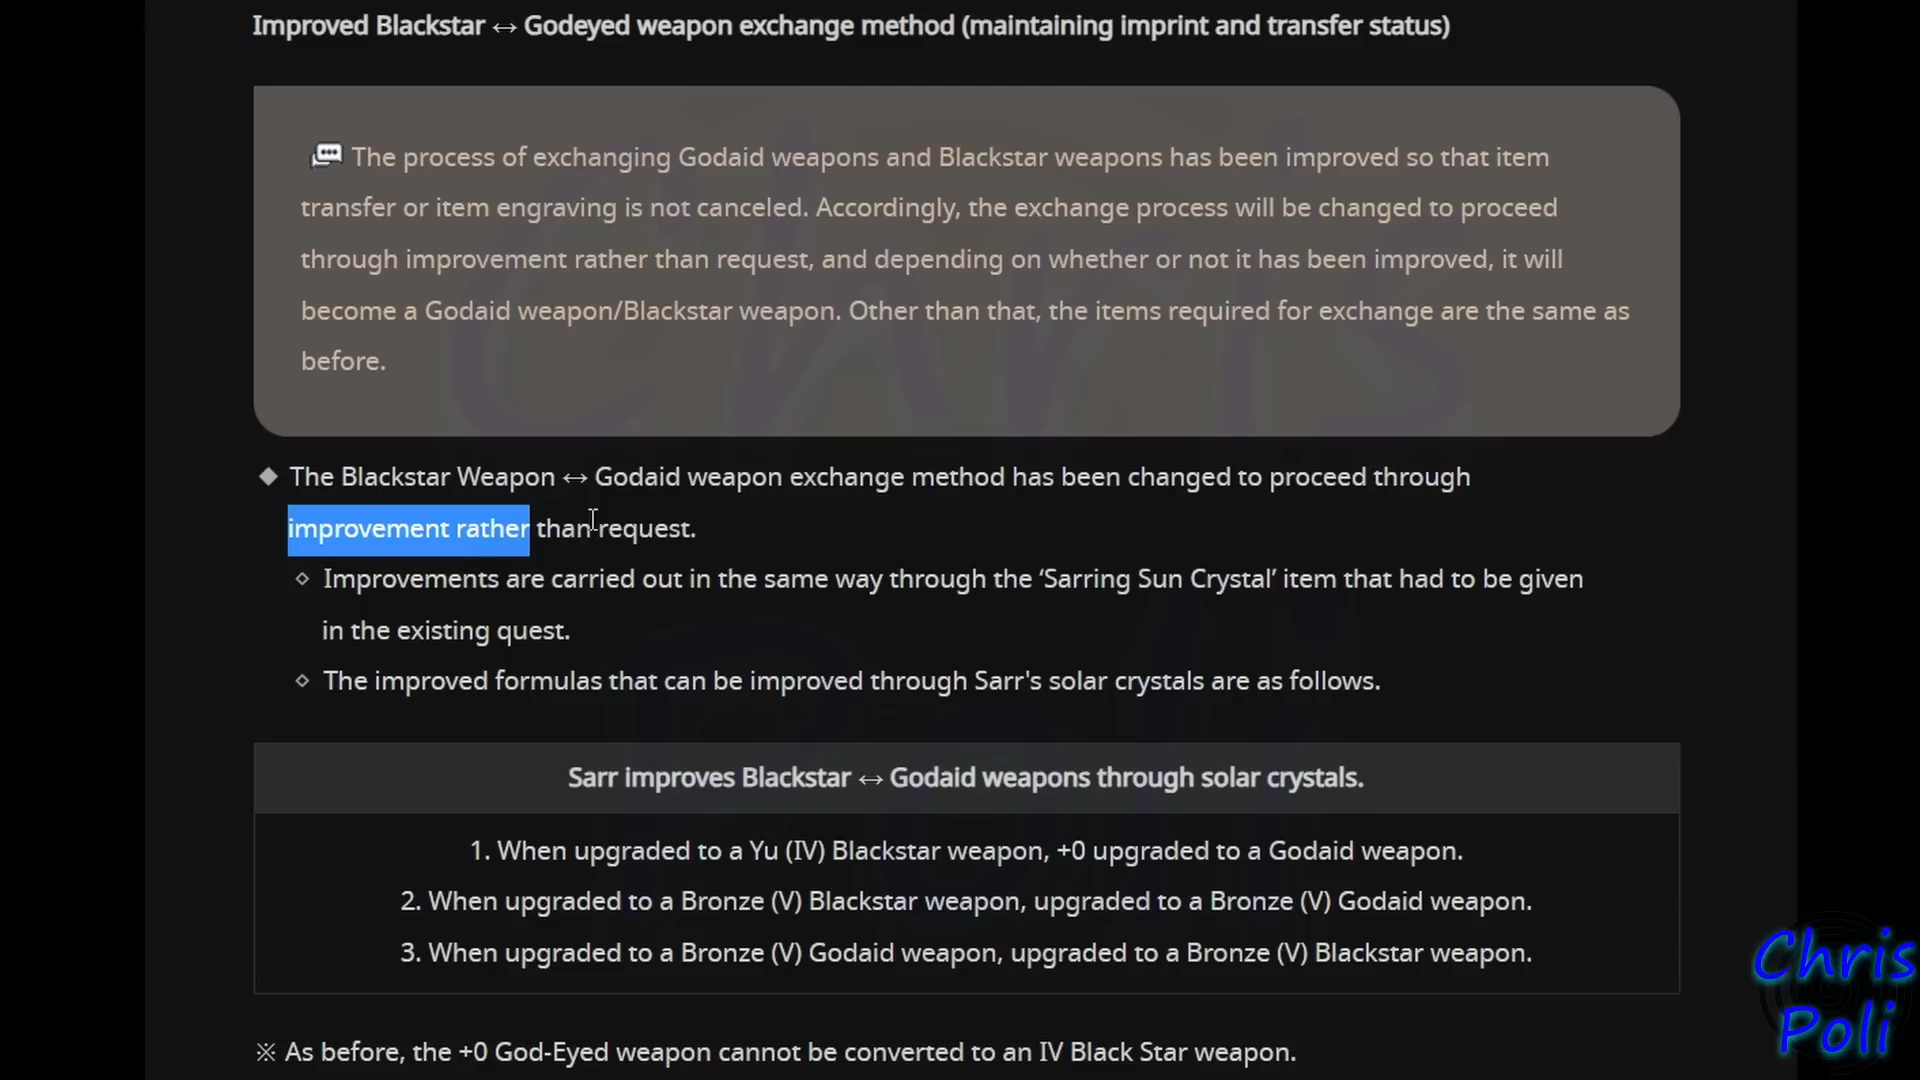 Improved Blackstar ↔ Godeyed weapon exchange method (maintaining imprint and transfer status)
The process of exchanging Godaid weapons and Blackstar weapons has been improved so that item
transfer or item engraving is not canceled. Accordingly, the exchange process will be changed to proceed
through improvement rather than request, and depending on whether or not it has been improved, it will
become a Godaid weapon/Blackstar weapon. Other than that, the items required for exchange are the same as
before.
◆ The Blackstar Weapon ↔ Godaid weapon exchange method has been changed to proceed through
improvement rather than request.
◇ Improvements are carried out in the same way through the ‘Sarring Sun Crystal’ item that had to be given
in the existing quest.
◇ The improved formulas that can be improved through Sarr's solar crystals are as follows.
Sarr improves Blackstar ↔ Godaid weapons through solar crystals.
1. When upgraded to a Yu (IV) Blackstar weapon, +0 upgraded to a Godaid weapon.
2. When upgraded to a Bronze (V) Blackstar weapon, upgraded to a Bronze (V) Godaid weapon.
3. When upgraded to a Bronze (V) Godaid weapon, upgraded to a Bronze (V) Blackstar weapon.
※ As before, the +0 God-Eyed weapon cannot be converted to an IV Black Star weapon.
Chris
Poli
Chris
Poli